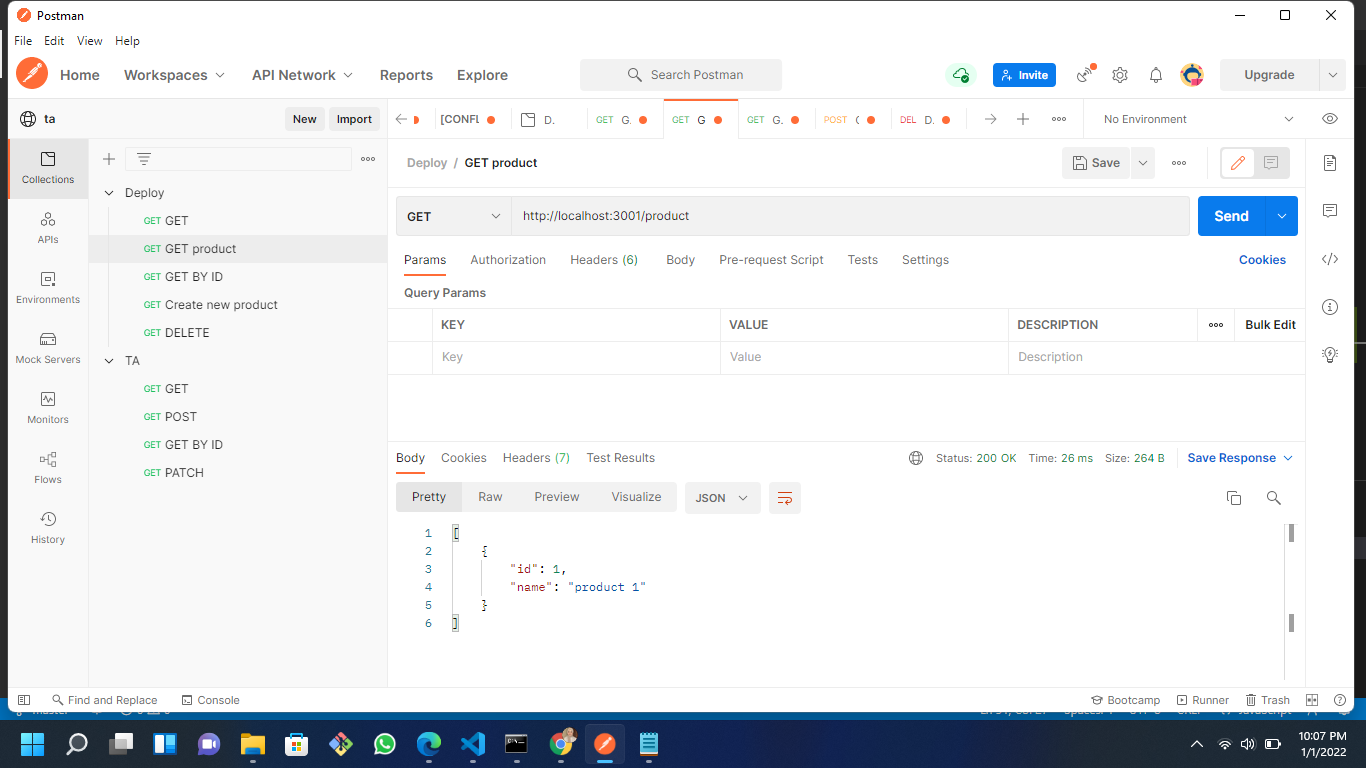 Postman
File Edit View Help
Home Workspaces API Network Reports Explore Search Postman Invite Upgrade
ta New Import
[CONFL D. GET G. GET G GET G. POST DEL D. No Environment
Collections
APIs
Environments
Mock Servers
Monitors
Flows
History
Deploy
GET GET
GET GET product
GET GET BY ID
GET Create new product
GET DELETE
TA
GET GET
GET POST
GET GET BY ID
GET PATCH
Deploy / GET product Save
GET http://localhost:3001/product Send
Params Authorization Headers (6) Body Pre-request Script Tests Settings Cookies
Query Params
KEY VALUE DESCRIPTION Bulk Edit
Key Value Description
Body Cookies Headers (7) Test Results Status: 200 OK Time: 26 ms Size: 264 B Save Response
Pretty Raw Preview Visualize JSON
1 [
2 {
3 "id": 1,
4 "name": "product 1"
5 }
6 ]
Find and Replace Console Bootcamp Runner Trash
10:07 PM
1/1/2022